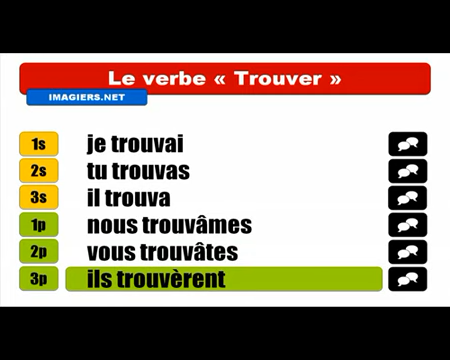 Le verbe « Trouver »
IMAGIERS.NET
1s je trouvai
2s tu trouvas
3s il trouva
1p nous trouvâmes
2p vous trouvâtes
3p ils trouvèrent